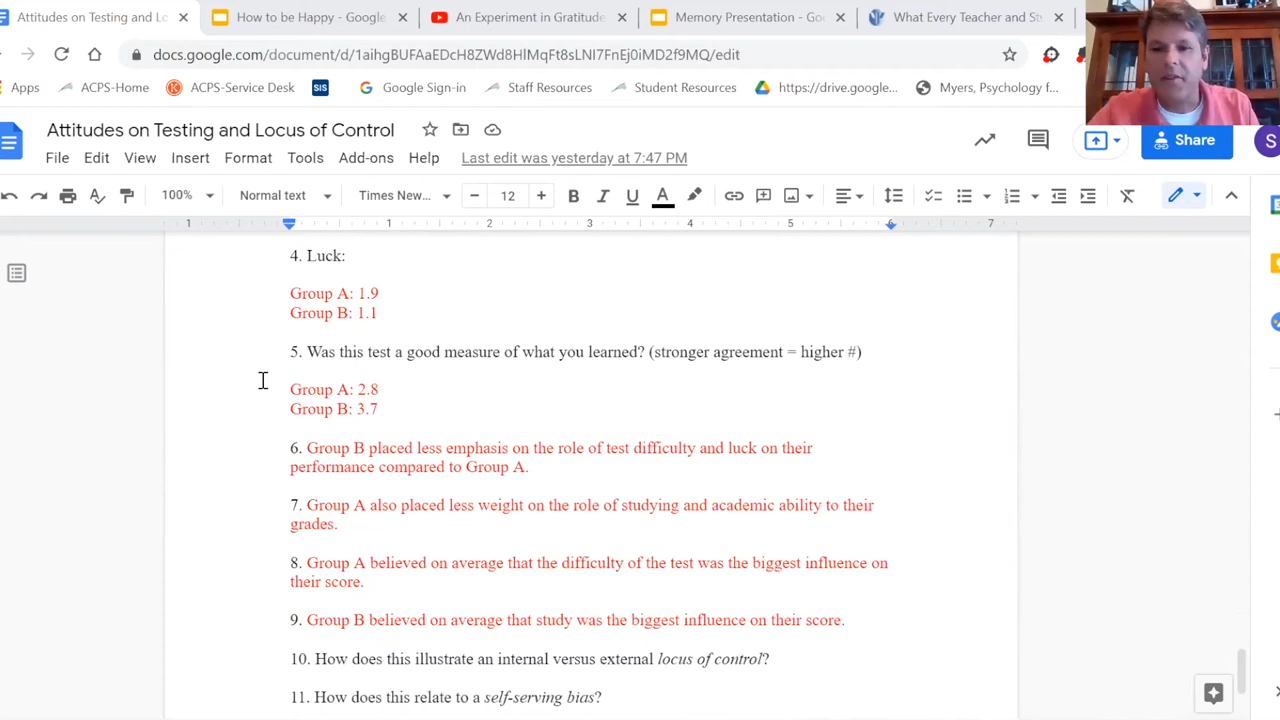 Attitudes on Testing and Lo
How to be Happy - Google
An Experiment in Gratitude
Memory Presentation - Goo
What Every Teacher and St
docs.google.com/document/d/1aihgBUFAaEDcH8ZWd8HlMqFt8sLNI7FnEj0iMD2f9MQ/edit
Apps
ACPS-Home
ACPS-Service Desk
SIS
Google Sign-in
Staff Resources
Student Resources
https://drive.google...
Myers, Psychology f...
Attitudes on Testing and Locus of Control
Share
S
File
Edit
View
Insert
Format
Tools
Add-ons
Help
Last edit was yesterday at 7:47 PM
100%
Normal text
Times New...
12
B
I
U
A
1
1
2
3
4
5
6
7
4. Luck:
Group A: 1.9
Group B: 1.1
5. Was this test a good measure of what you learned? (stronger agreement = higher #)
Group A: 2.8
Group B: 3.7
6. Group B placed less emphasis on the role of test difficulty and luck on their
performance compared to Group A.
7. Group A also placed less weight on the role of studying and academic ability to their
grades.
8. Group A believed on average that the difficulty of the test was the biggest influence on
their score.
9. Group B believed on average that study was the biggest influence on their score.
10. How does this illustrate an internal versus external locus of control?
11. How does this relate to a self-serving bias?